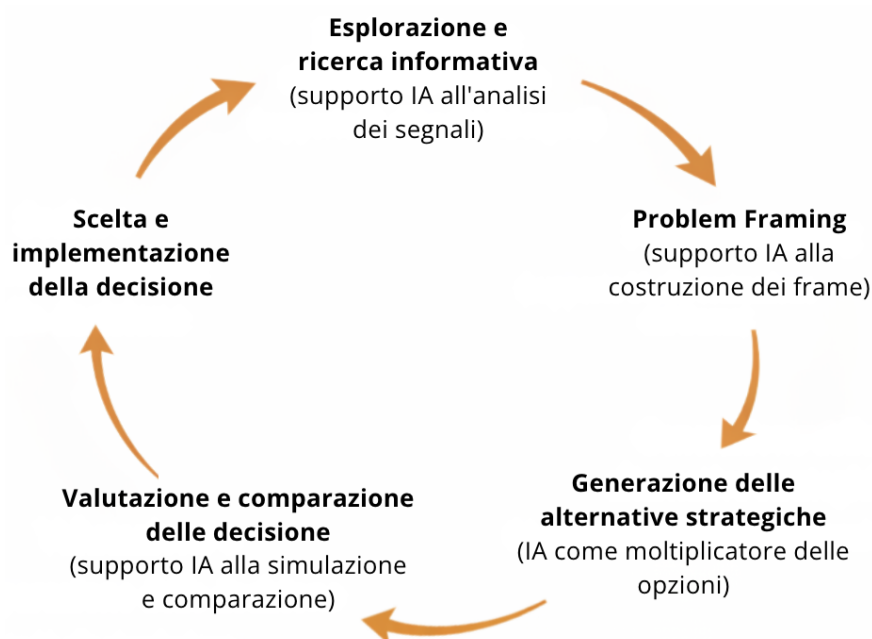 Esplorazione e
ricerca informativa
(supporto IA all'analisi
dei segnali)
Problem Framing
(supporto IA alla
costruzione dei frame)
Generazione delle
alternative strategiche
(IA come moltiplicatore delle
opzioni)
Valutazione e comparazione
delle decisione
(supporto IA alla simulazione
e comparazione)
Scelta e
implementazione
della decisione